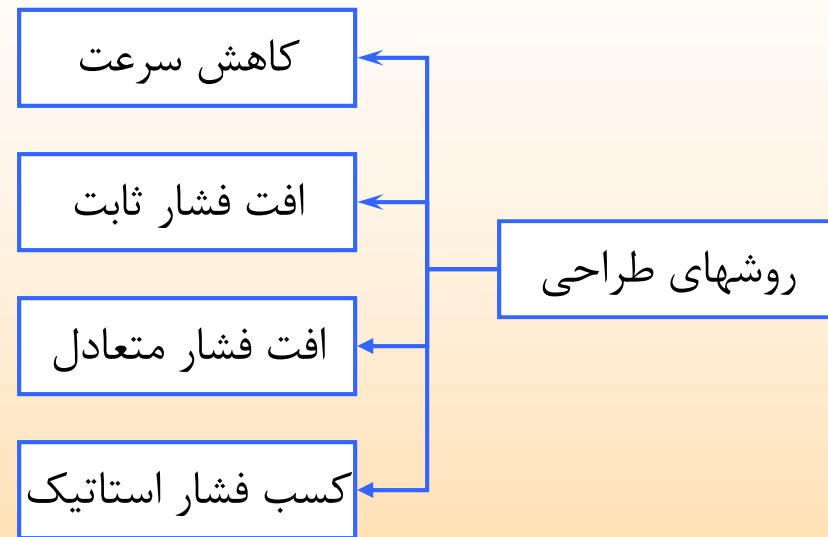 روشهای طراحی
کاهش سرعت
افت فشار ثابت
افت فشار متعادل
کسب فشار استاتیک